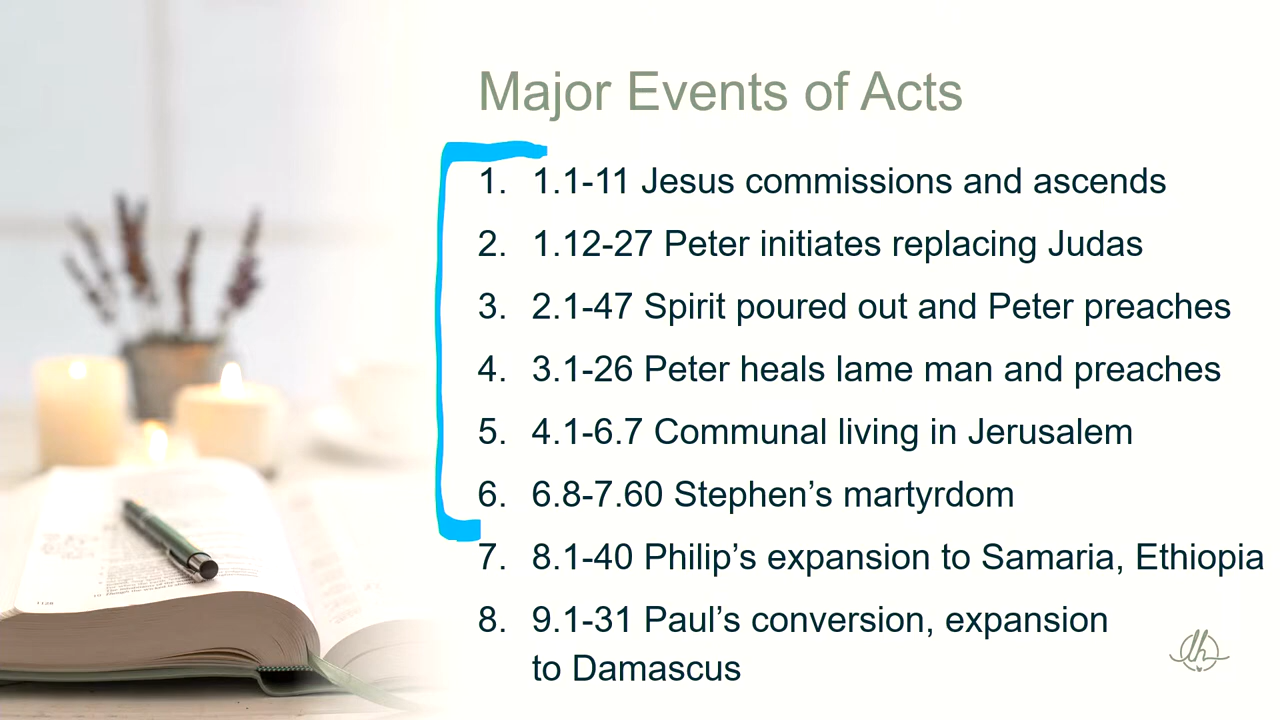 Major Events of Acts
1. 1.1-11 Jesus commissions and ascends
2. 1.12-27 Peter initiates replacing Judas
3. 2.1-47 Spirit poured out and Peter preaches
4. 3.1-26 Peter heals lame man and preaches
5. 4.1-6.7 Communal living in Jerusalem
6. 6.8-7.60 Stephen’s martyrdom
7. 8.1-40 Philip’s expansion to Samaria, Ethiopia
8. 9.1-31 Paul’s conversion, expansion
to Damascus